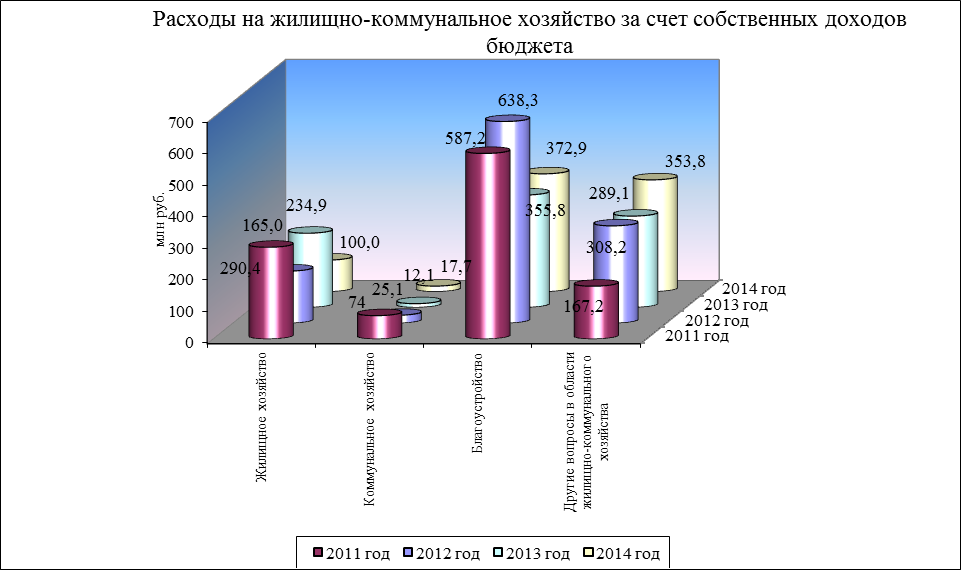 Расходы на жилищно-коммунальное хозяйство за счет собственных доходов
бюджета
млн руб.
700
600
500
400
300
200
100
0
290,4
165,0
234,9
100,0
74
25,1
12,1
17,7
587,2
638,3
355,8
372,9
167,2
308,2
289,1
353,8
2014 год
2013 год
2012 год
2011 год
Жилищное хозяйство
Коммунальное хозяйство
Благоустройство
Другие вопросы в области
жилищно-коммунального
хозяйства
2011 год 2012 год 2013 год 2014 год